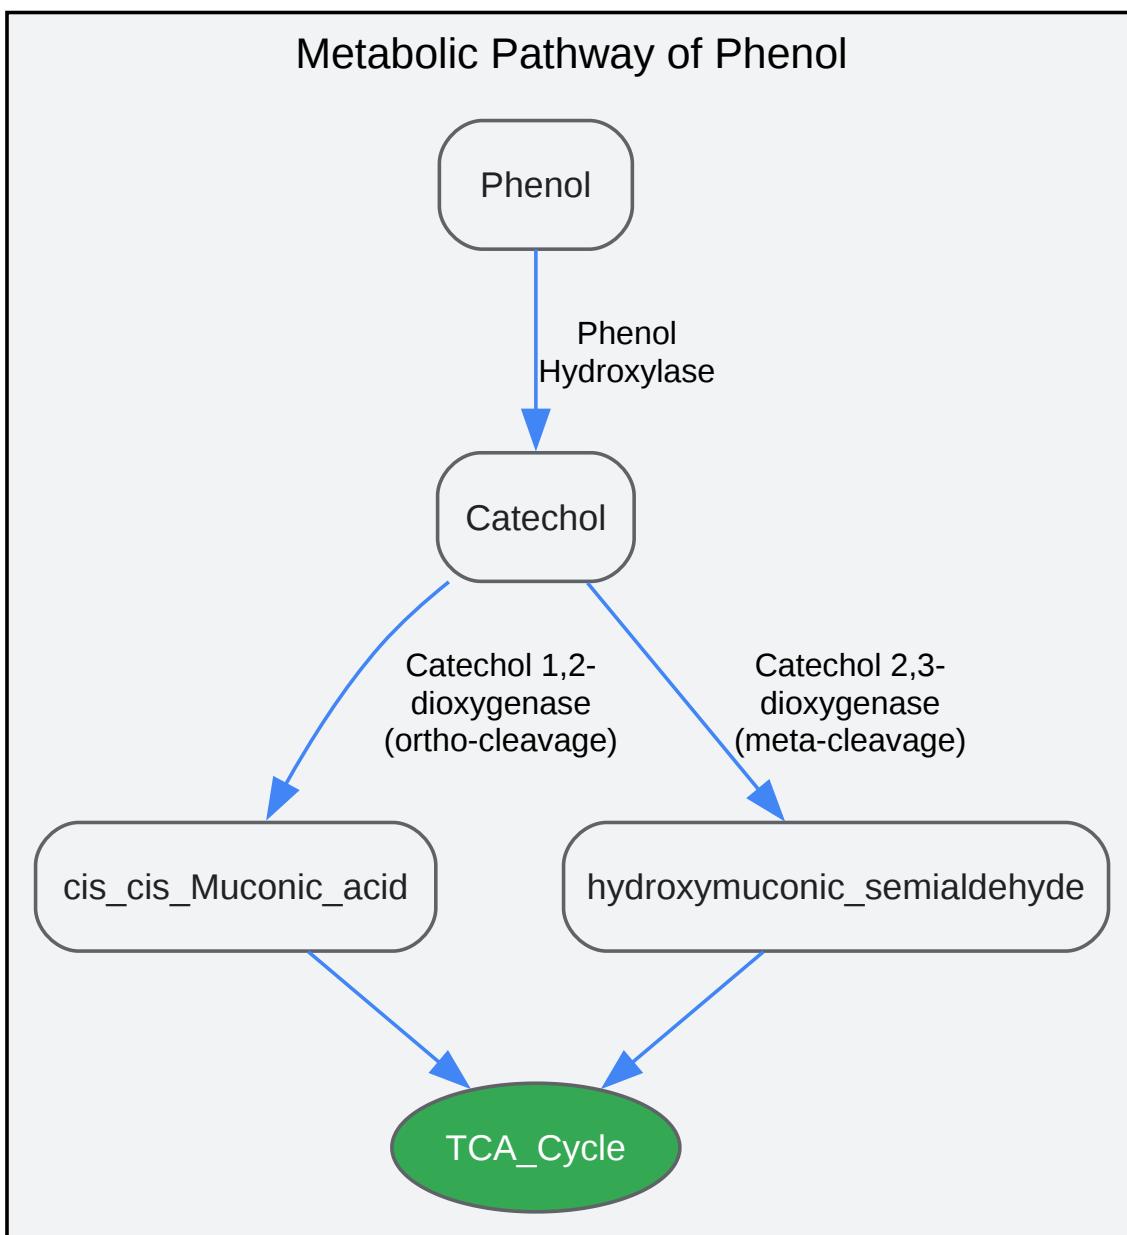 Metabolic Pathway of Phenol
Phenol
Phenol
Hydroxylase
Catechol
Catechol 1,2-
dioxygenase
(ortho-cleavage)
Catechol 2,3-
dioxygenase
(meta-cleavage)
cis_cis_Muconic_acid
hydroxymuconic_semialdehyde
TCA_Cycle